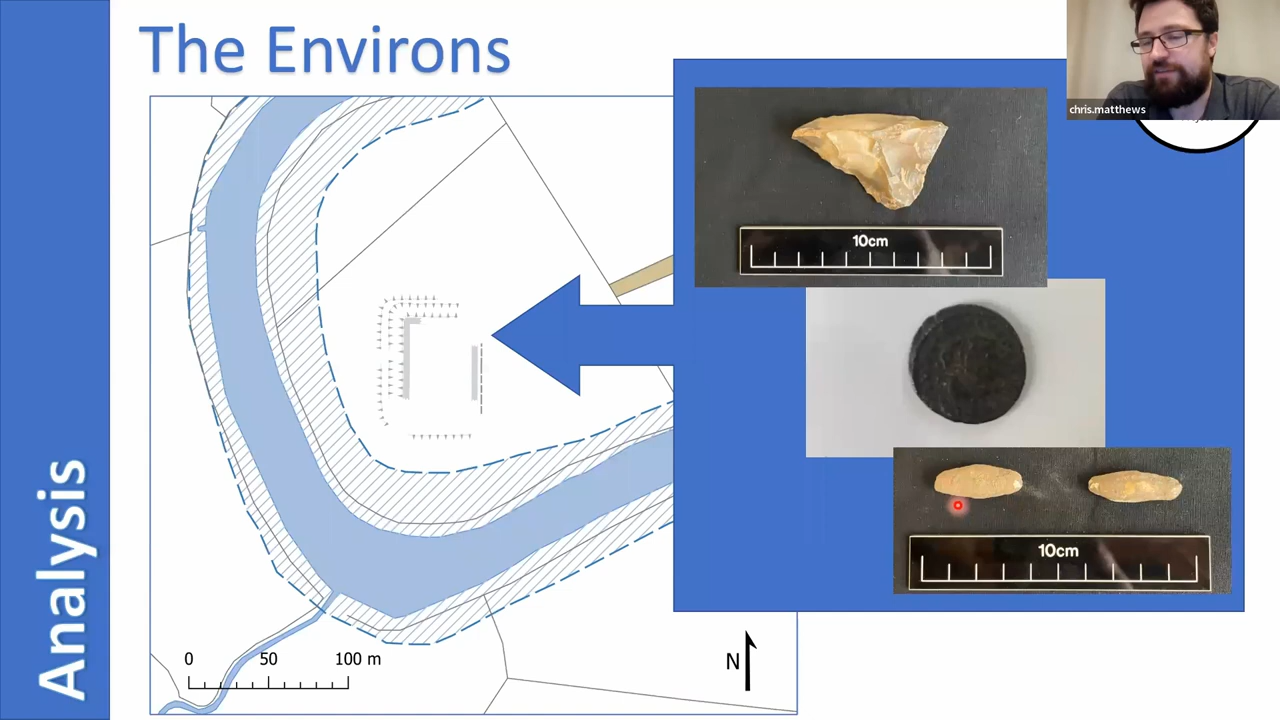 The Environs
chris.matthews
10cm
10cm
0 50 100 m
N
Analysis